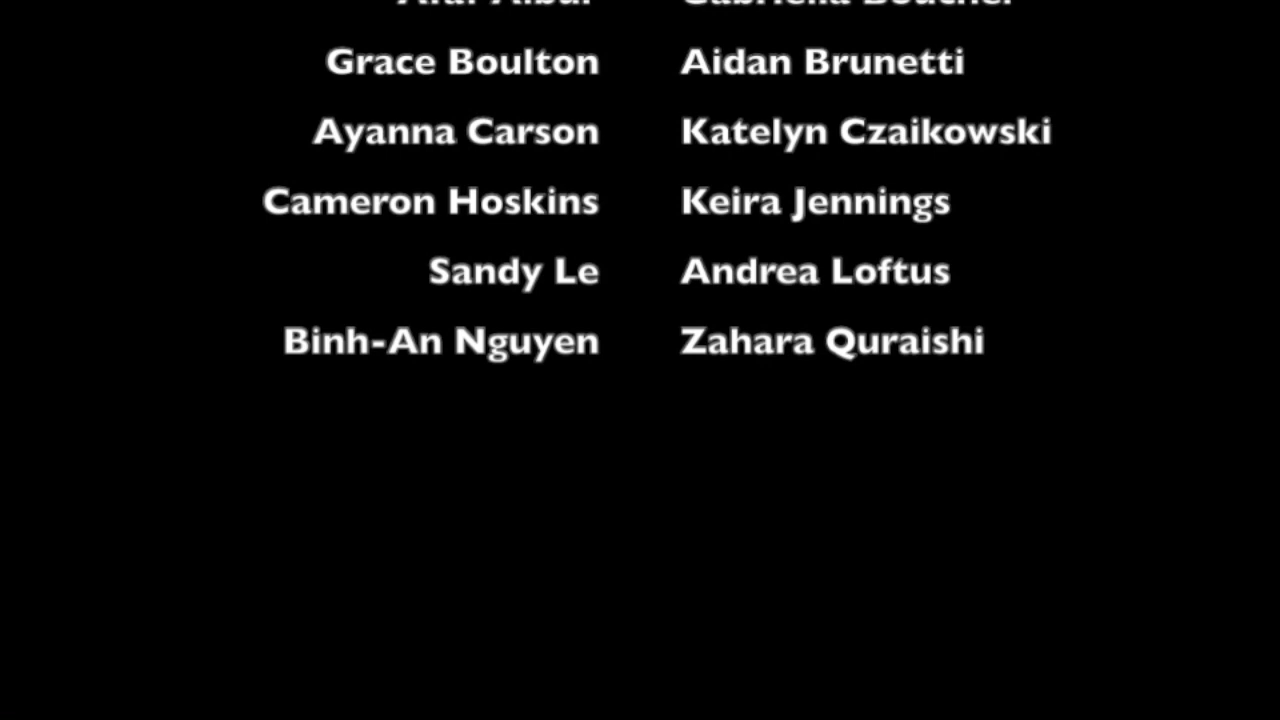 Grace Boulton Aidan Brunetti
Ayanna Carson Katelyn Czaikowski
Cameron Hoskins Keira Jennings
Sandy Le Andrea Loftus
Binh-An Nguyen Zahara Quraishi